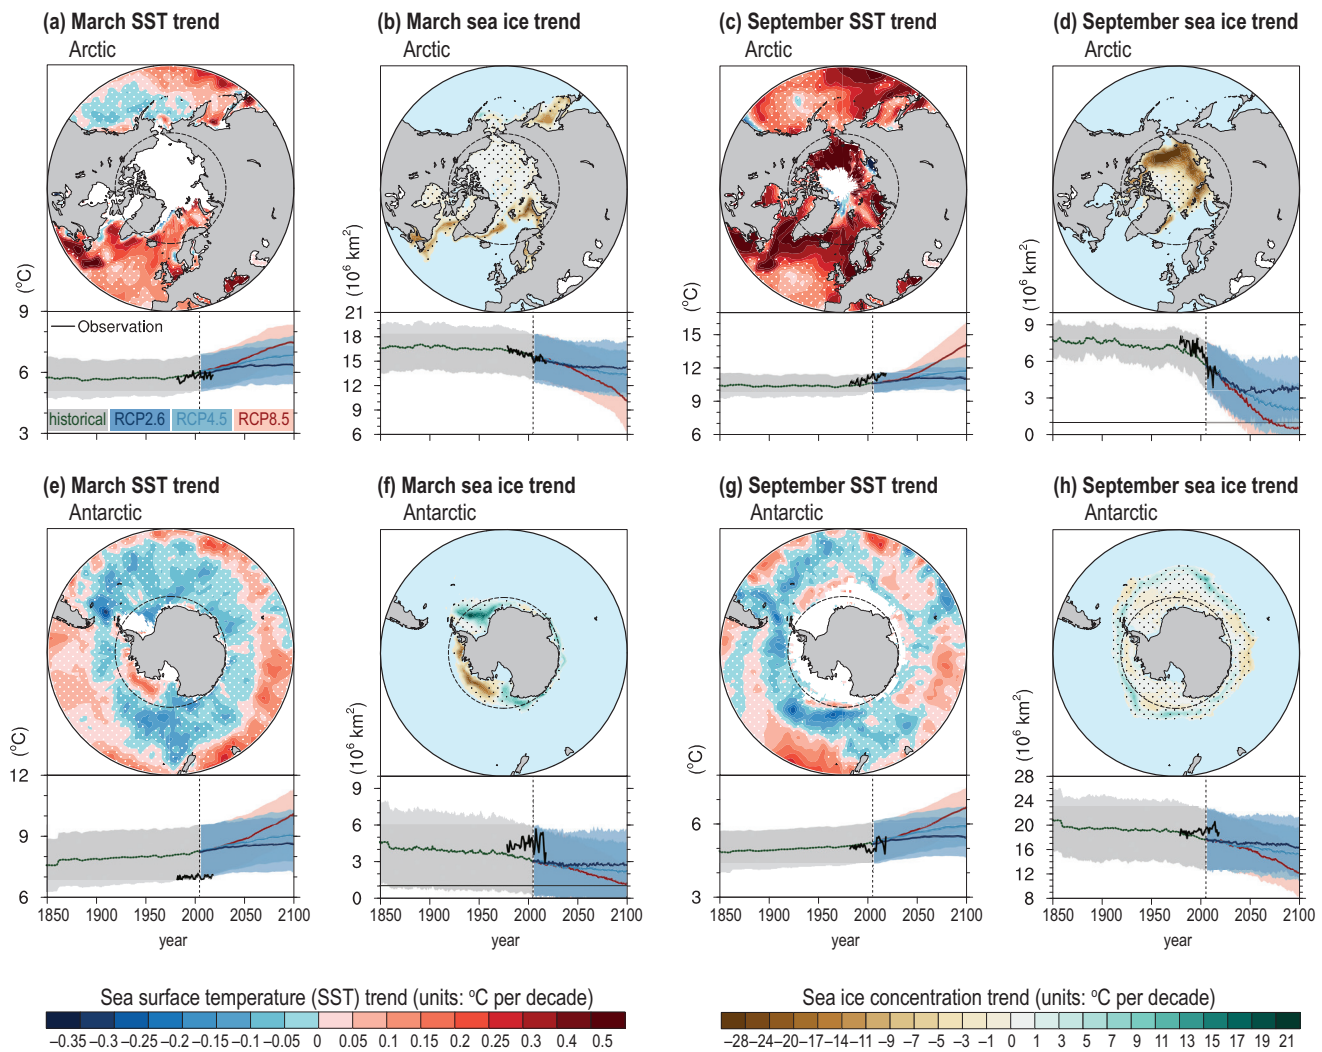 (a) March SST trend
Arctic
(b) March sea ice trend
Arctic
(c) September SST trend
Arctic
(d) September sea ice trend
Arctic
(°C)
9
6
3
Observation
historical
RCP2.6
RCP4.5
RCP8.5
(10⁶ km²)
21
18
15
12
9
6
(°C)
15
12
9
6
(10⁶ km²)
9
6
3
1
0
(e) March SST trend
Antarctic
(f) March sea ice trend
Antarctic
(g) September SST trend
Antarctic
(h) September sea ice trend
Antarctic
(°C)
12
9
6
1850 1900 1950 2000 2050 2100
year
(10⁶ km²)
9
6
3
1
0
1850 1900 1950 2000 2050 2100
year
(°C)
6
3
1850 1900 1950 2000 2050 2100
year
(10⁶ km²)
28
24
20
16
12
8
1850 1900 1950 2000 2050 2100
year
Sea surface temperature (SST) trend (units: °C per decade)
−0.35 −0.3 −0.25 −0.2 −0.15 −0.1 −0.05 0 0.05 0.1 0.15 0.2 0.25 0.3 0.4 0.5
Sea ice concentration trend (units: °C per decade)
−28 −24 −20 −17 −14 −11 −9 −7 −5 −3 −1 0 1 3 5 7 9 11 13 15 17 19 21